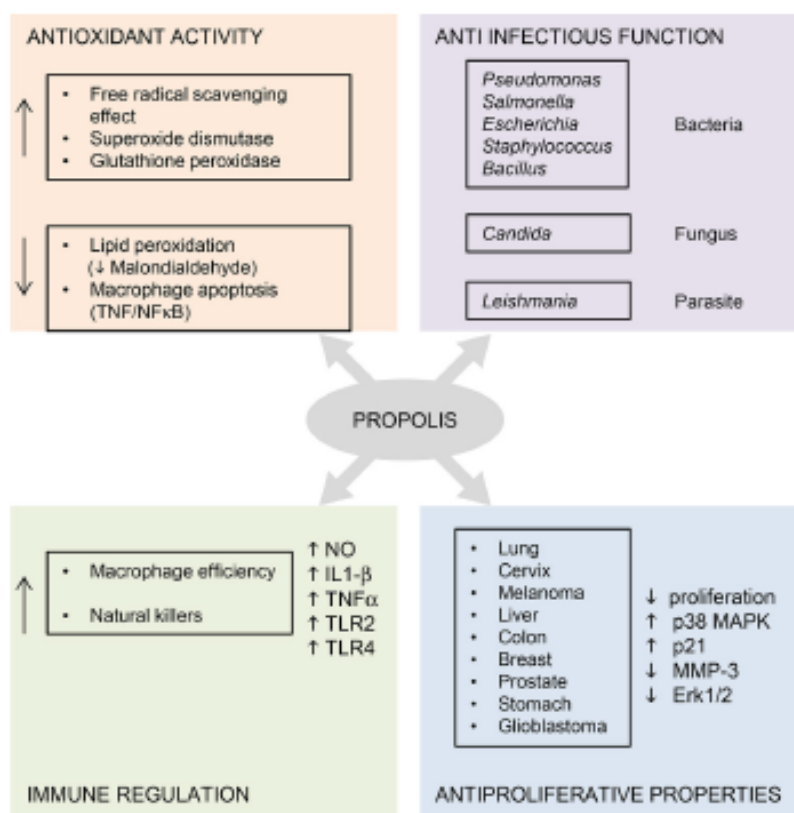 ANTIOXIDANT ACTIVITY
↑
• Free radical scavenging
effect
• Superoxide dismutase
• Glutathione peroxidase
↓
• Lipid peroxidation
(↓ Malondialdehyde)
• Macrophage apoptosis
(TNF/NFκB)
ANTI INFECTIOUS FUNCTION
Pseudomonas
Salmonella
Escherichia
Staphylococcus
Bacillus
Bacteria
Candida
Fungus
Leishmania
Parasite
PROPOLIS
↑
• Macrophage efficiency
• Natural killers
↑ NO
↑ IL1-β
↑ TNFα
↑ TLR2
↑ TLR4
IMMUNE REGULATION
• Lung
• Cervix
• Melanoma
• Liver
• Colon
• Breast
• Prostate
• Stomach
• Glioblastoma
↓ proliferation
↑ p38 MAPK
↑ p21
↓ MMP-3
↓ Erk1/2
ANTIPROLIFERATIVE PROPERTIES